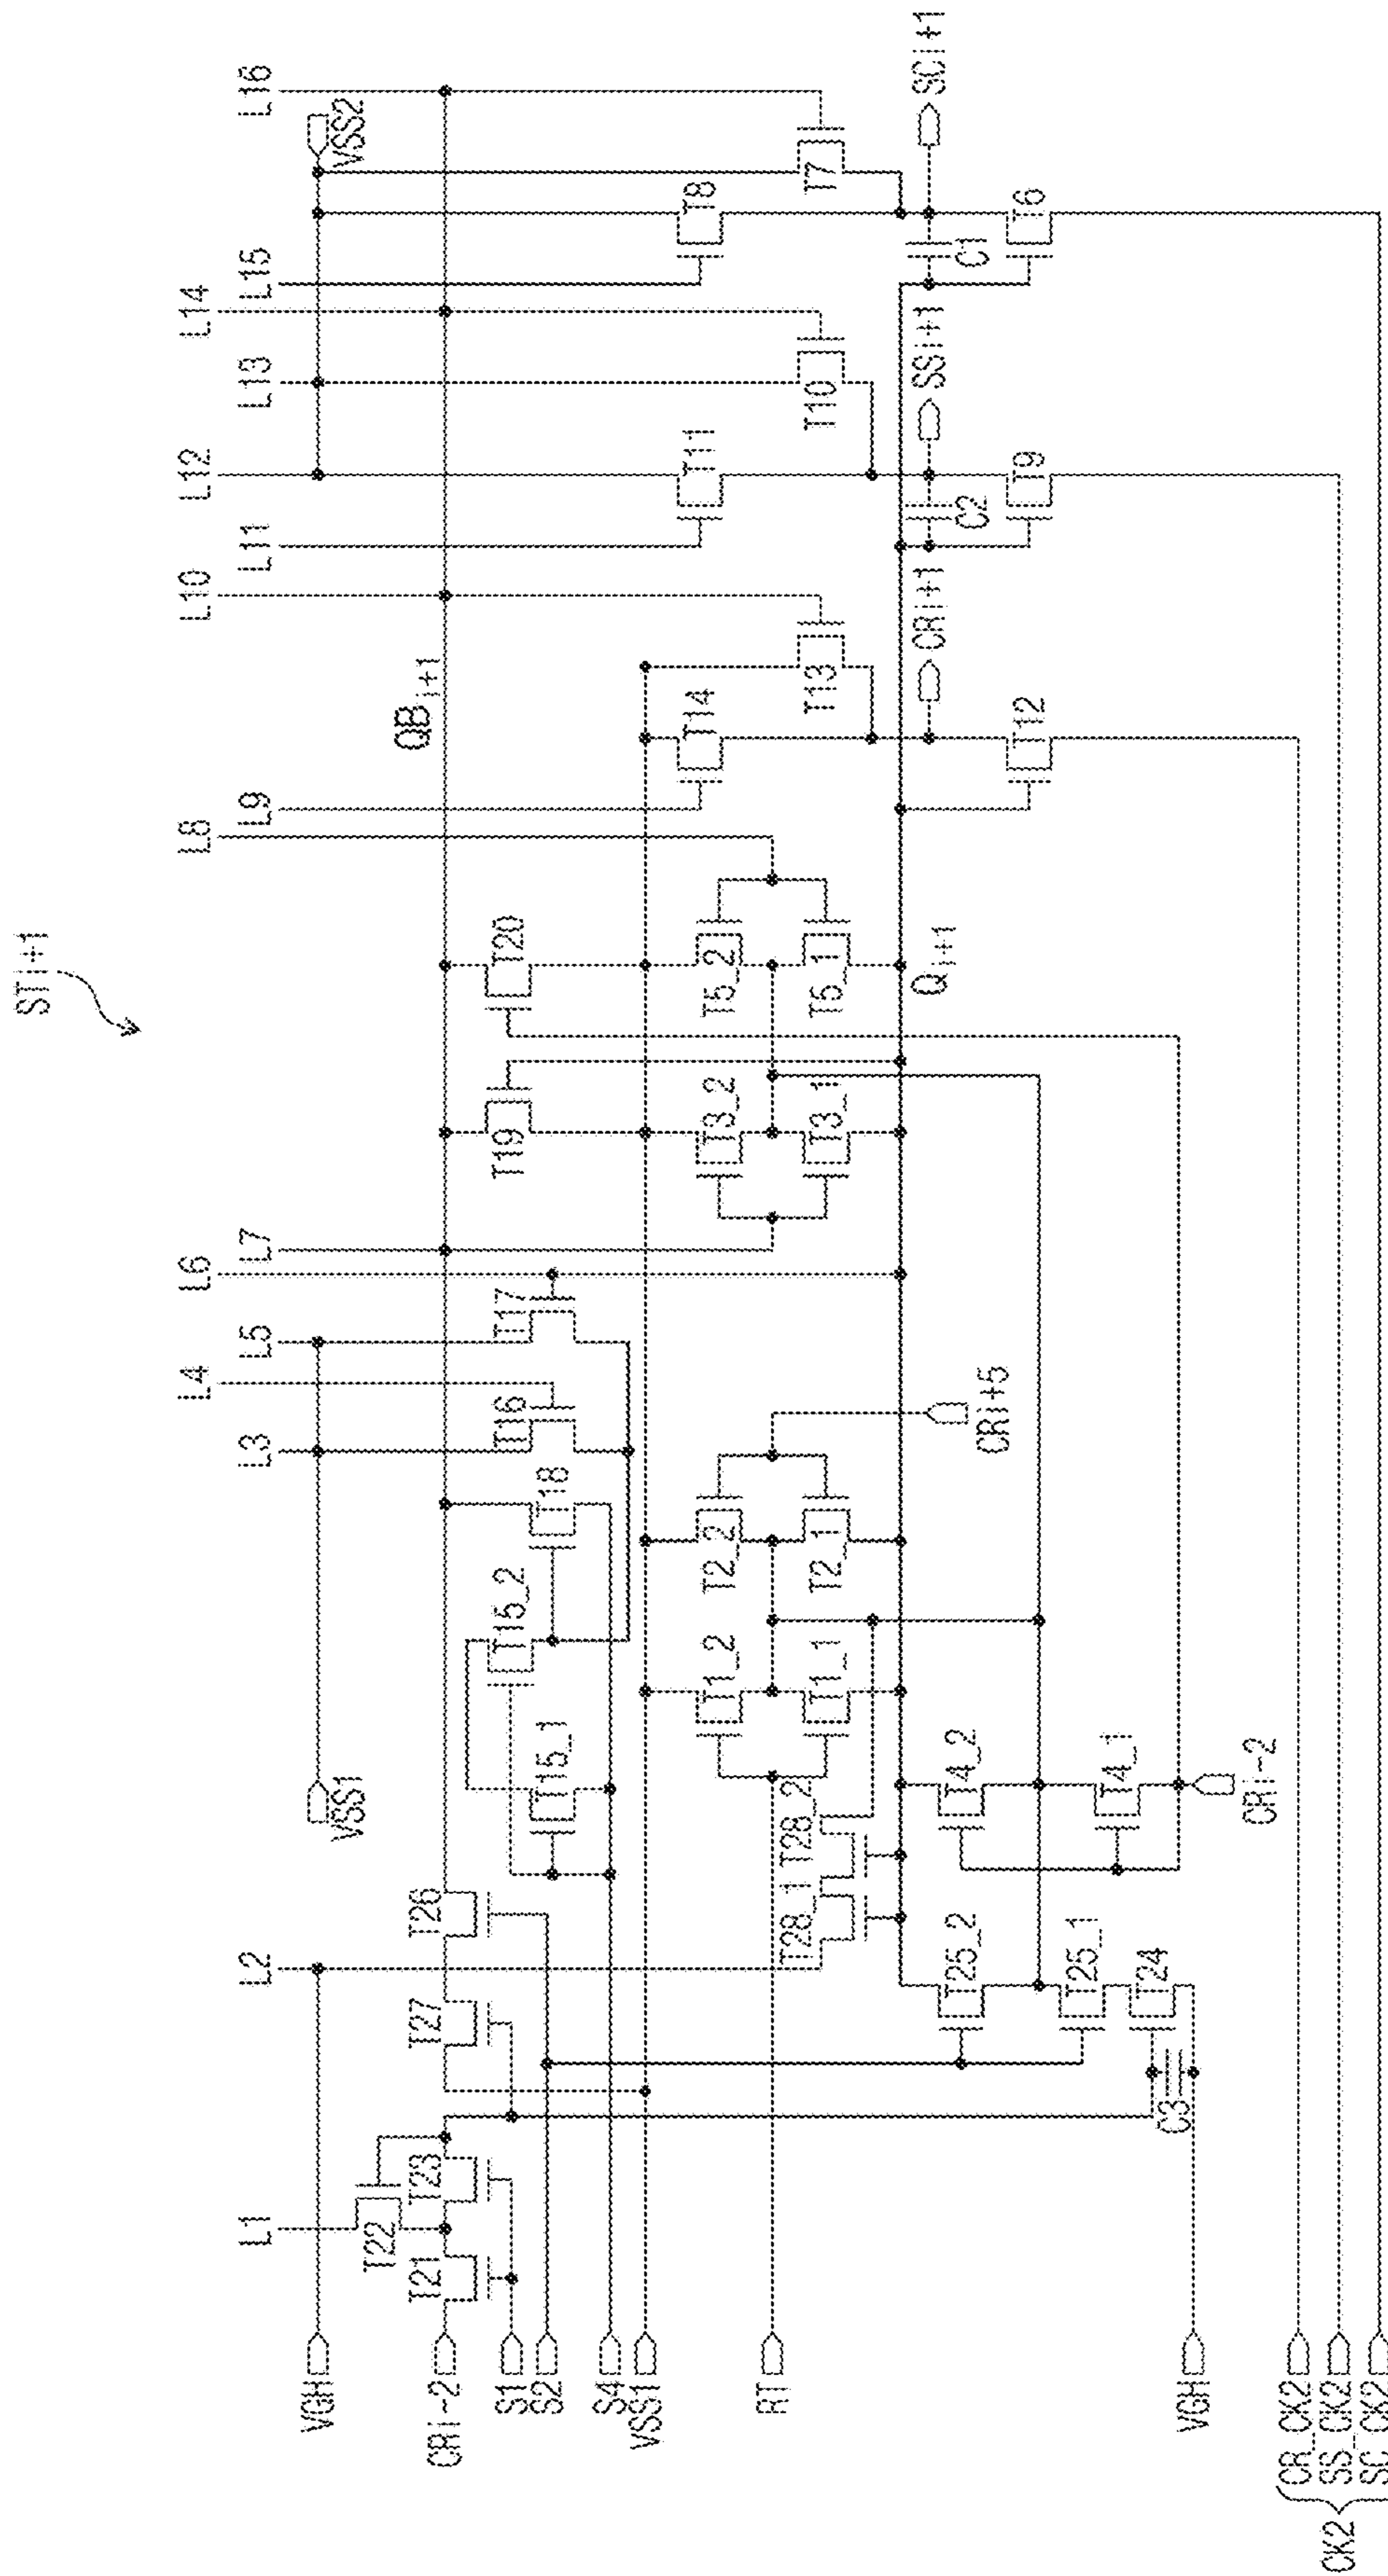 STi+1
L2
L4
L6
L8
L10
L12
L14
L1
L3
L5
L7
L9
L11
L13
L15
L16
VSS1
VSS2
VGH
QB i+1
T22
CRi-2
T21
T23
T27
T26
T15_1
T15_2
T18
T16
T17
T19
T20
S1
S2
S4
VSS1
T1_2
T2_2
T3_2
T5_2
T14
T11
T8
RT
T28_1
T28_2
T1_1
T2_1
T3_1
T5_1
T13
T10
T7
Q i+1
CRi+1
SSi+1
SCi+1
T25_2
T4_2
CRi+5
C2
C1
T25_1
T4_1
T12
T9
T6
T24
C3
VGH
CRi-2
CK2
CR_CK2
SS_CK2
SC_CK2